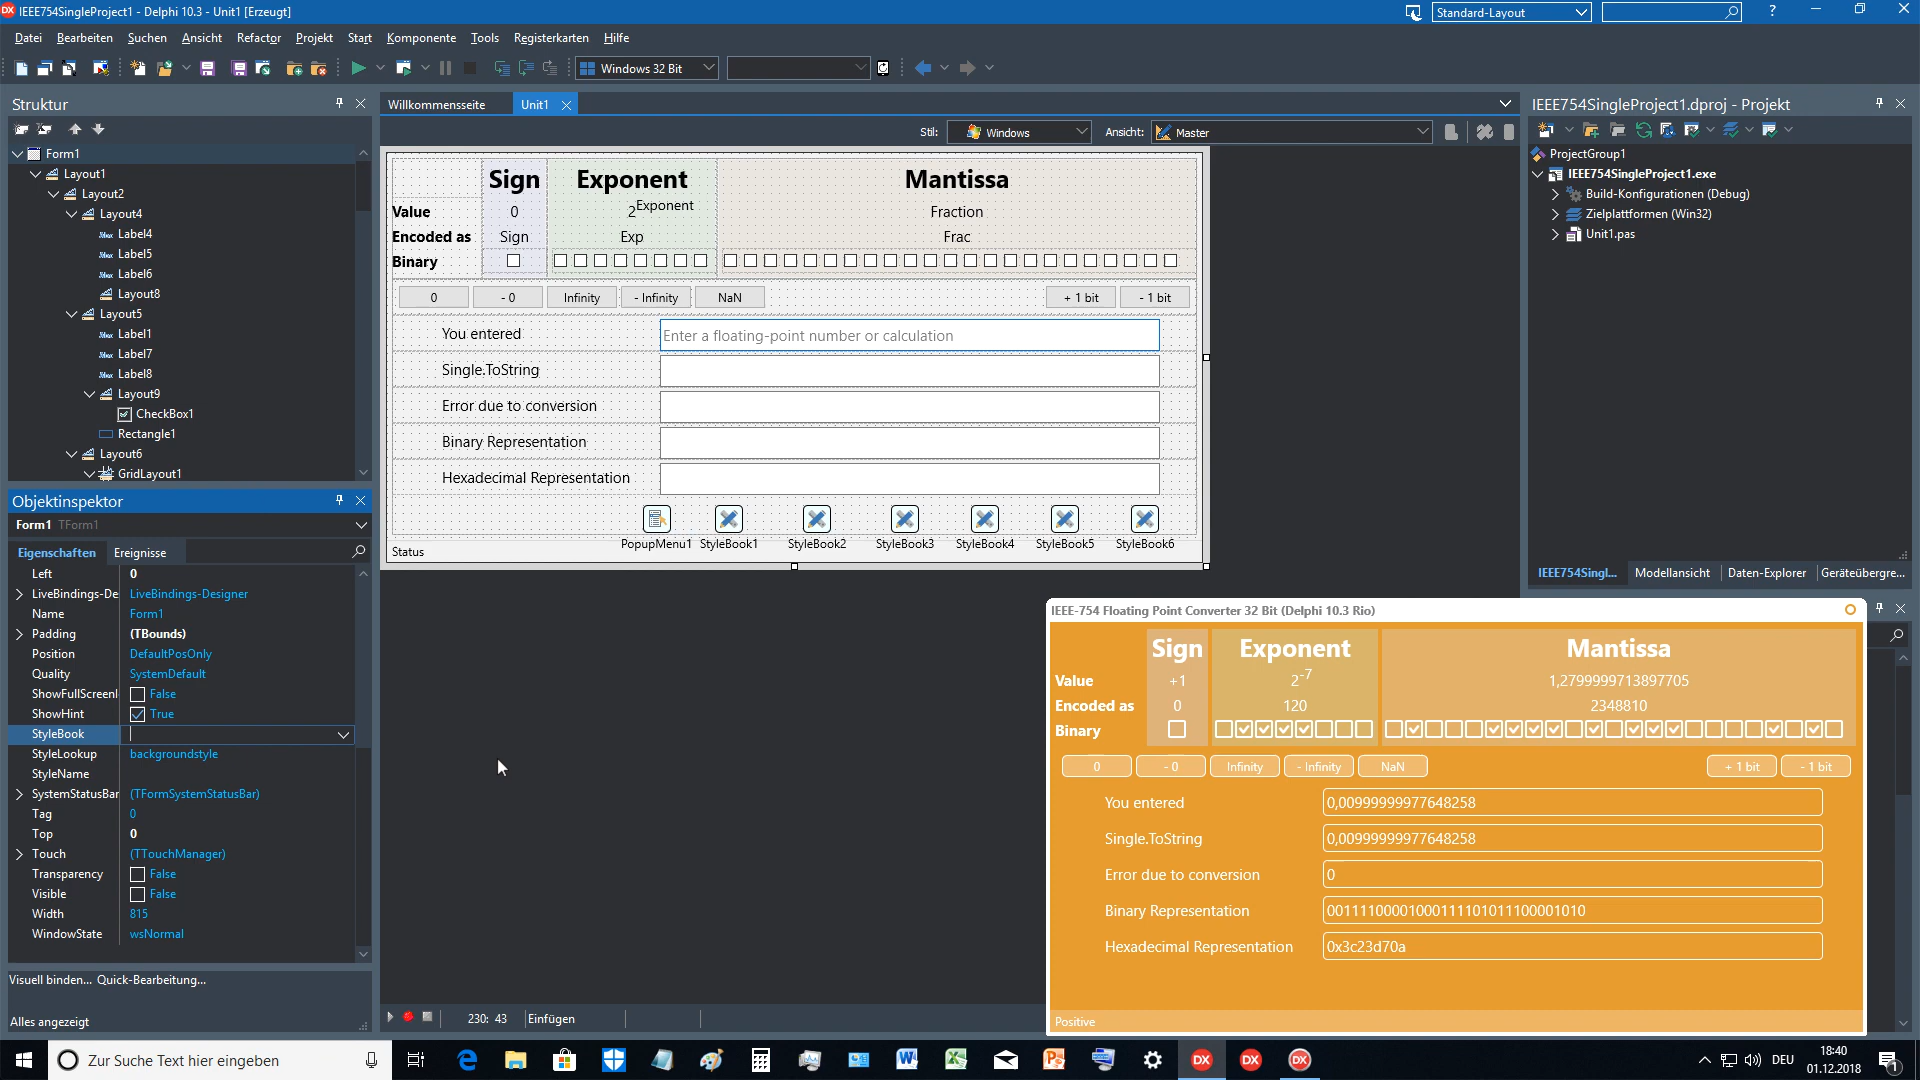 IEEE754SingleProject1 - Delphi 10.3 - Unit1 [Erzeugt]
Standard-Layout
?
Datei Bearbeiten Suchen Ansicht Refactor Projekt Start Komponente Tools Registerkarten Hilfe
Windows 32 Bit
Struktur
Form1
Layout1
Layout2
Layout4
Label4
Label5
Label6
Layout8
Layout5
Label1
Label7
Label8
Layout9
CheckBox1
Rectangle1
Layout6
GridLayout1
Objektinspektor
Form1 TForm1
Eigenschaften Ereignisse
Left 0
LiveBindings-De LiveBindings-Designer
Name Form1
Padding (TBounds)
Position DefaultPosOnly
Quality SystemDefault
ShowFullScreenI False
ShowHint True
StyleBook
StyleLookup backgroundstyle
StyleName
SystemStatusBar (TFormSystemStatusBar)
Tag 0
Top 0
Touch (TTouchManager)
Transparency False
Visible False
Width 815
WindowState wsNormal
Visuell binden... Quick-Bearbeitung...
Alles angezeigt
Willkommensseite Unit1
Stil: Windows Ansicht: Master
Sign Exponent Mantissa
Value 0 2Exponent Fraction
Encoded as Sign Exp Frac
Binary
0 - 0 Infinity - Infinity NaN + 1 bit - 1 bit
You entered Enter a floating-point number or calculation
Single.ToString
Error due to conversion
Binary Representation
Hexadecimal Representation
PopupMenu1 StyleBook1 StyleBook2 StyleBook3 StyleBook4 StyleBook5 StyleBook6
Status
230: 43 Einfügen
IEEE754SingleProject1.dproj - Projekt
ProjectGroup1
IEEE754SingleProject1.exe
Build-Konfigurationen (Debug)
Zielplattformen (Win32)
Unit1.pas
IEEE754Singl... Modellansicht Daten-Explorer Geräteübergre...
IEEE-754 Floating Point Converter 32 Bit (Delphi 10.3 Rio)
Sign Exponent Mantissa
Value +1 2-7 1,2799999713897705
Encoded as 0 120 2348810
Binary
0 - 0 Infinity - Infinity NaN + 1 bit - 1 bit
You entered 0,00999999977648258
Single.ToString 0,00999999977648258
Error due to conversion 0
Binary Representation 00111100001000111101011100001010
Hexadecimal Representation 0x3c23d70a
Positive
Zur Suche Text hier eingeben
DEU
18:40
01.12.2018
1